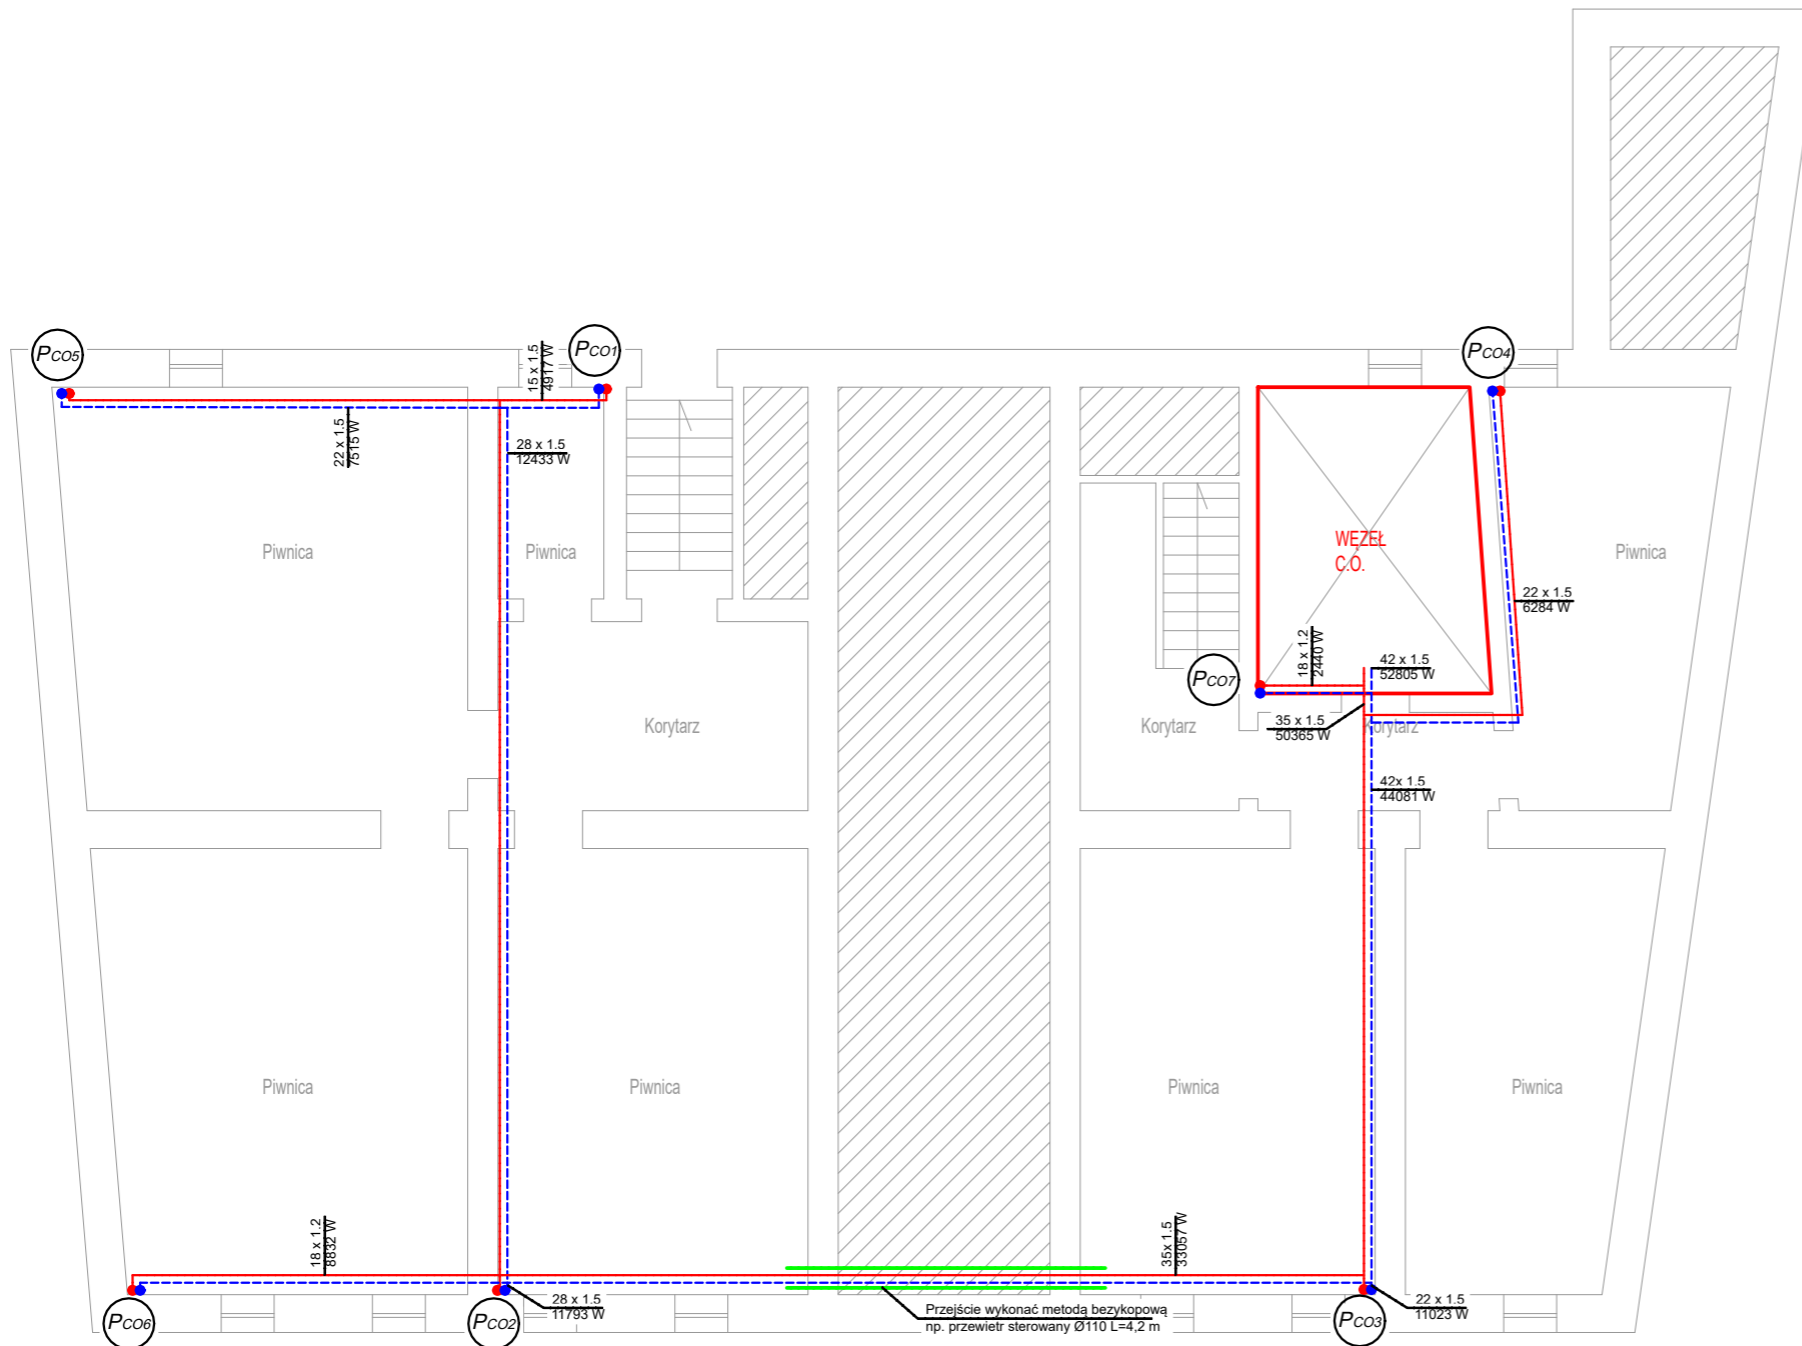 PCO5
15 x 1.5
4917 W
PCO1
PCO4
22 x 1.5
7515 W
28 x 1.5
12433 W
Piwnica
Piwnica
WĘZEŁ
C.O.
Piwnica
22 x 1.5
6284 W
18 x 1.2
2440 W
42 x 1.5
52805 W
PCO7
Korytarz
Korytarz
35 x 1.5
50365 W
Korytarz
42x 1.5
44081 W
Piwnica
Piwnica
Piwnica
Piwnica
18 x 1.2
8832 W
35x 1.5
33057 W
PCO6
PCO2
28 x 1.5
11793 W
Przejście wykonać metodą bezykopową
np. przewietr sterowany Ø110 L=4,2 m
PCO3
22 x 1.5
11023 W